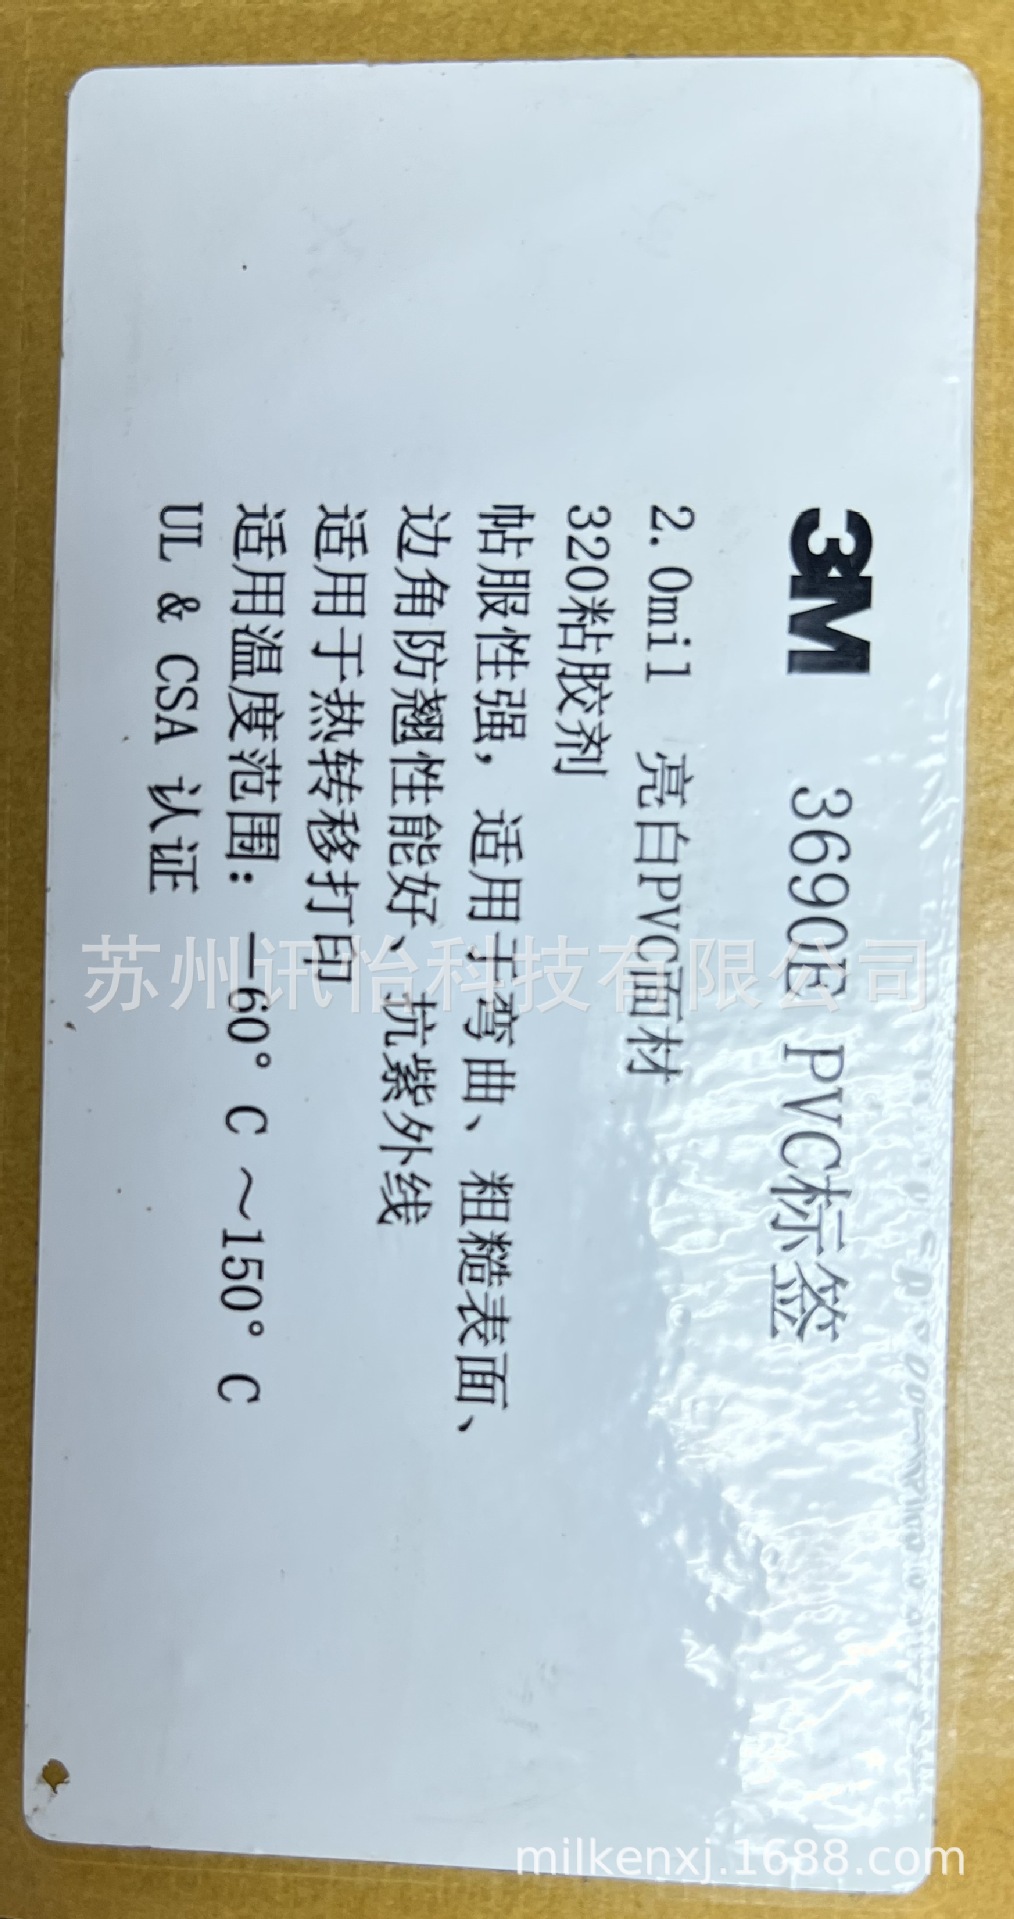 3M 3690E PVC标签
2.0mil 亮白PVC面材
320粘胶剂
帖服性强，适用于弯曲、粗糙表面、
边角防翘性能好、抗紫外线
适用于热转移打印
适用温度范围：—60° C ～150° C
UL & CSA 认证
苏州讯怡科技有限公司
milkenxj.1688.com